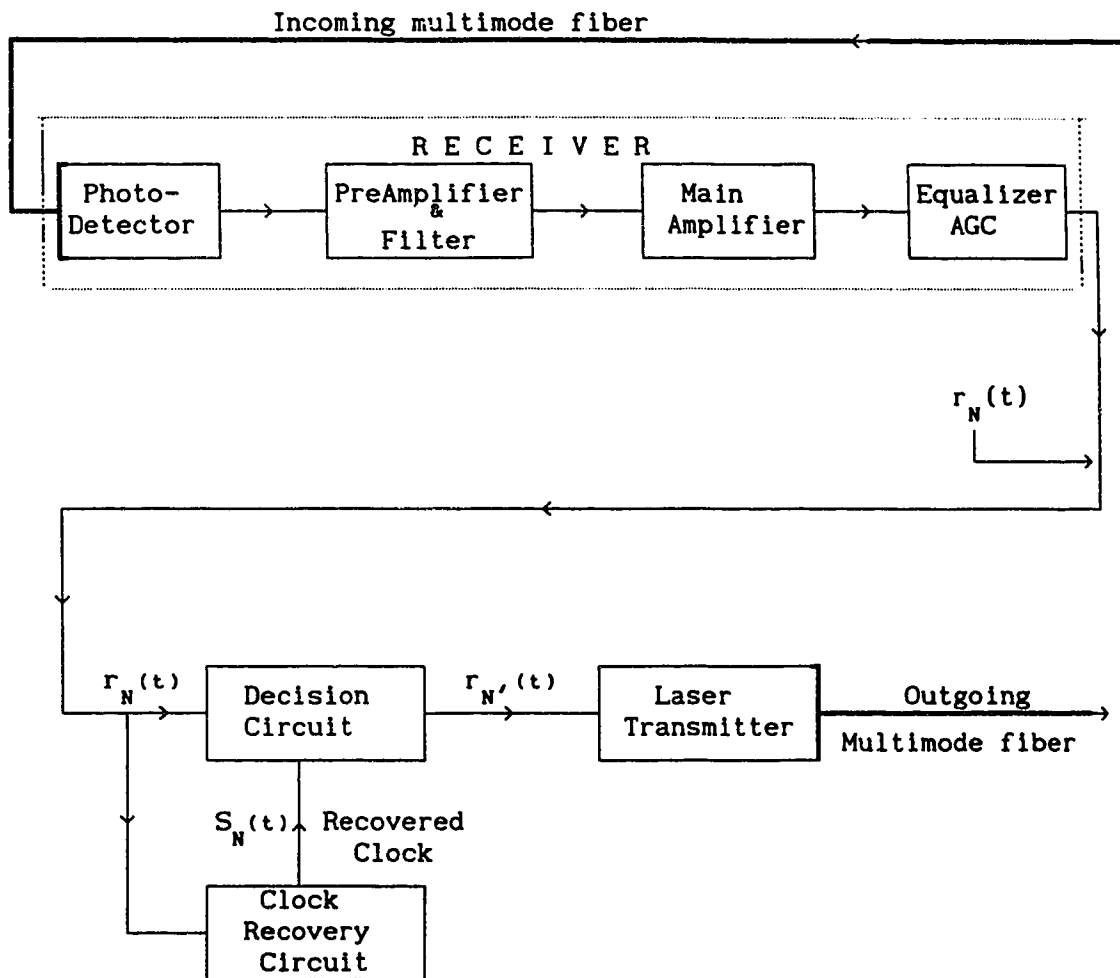 Incoming multimode fiber
R E C E I V E R
Photo-
Detector
PreAmplifier
&
Filter
Main
Amplifier
Equalizer
AGC
r_N(t)
r_N(t)
Decision
Circuit
r_N′(t)
Laser
Transmitter
Outgoing
Multimode fiber
S_N(t)
Recovered
Clock
Clock
Recovery
Circuit